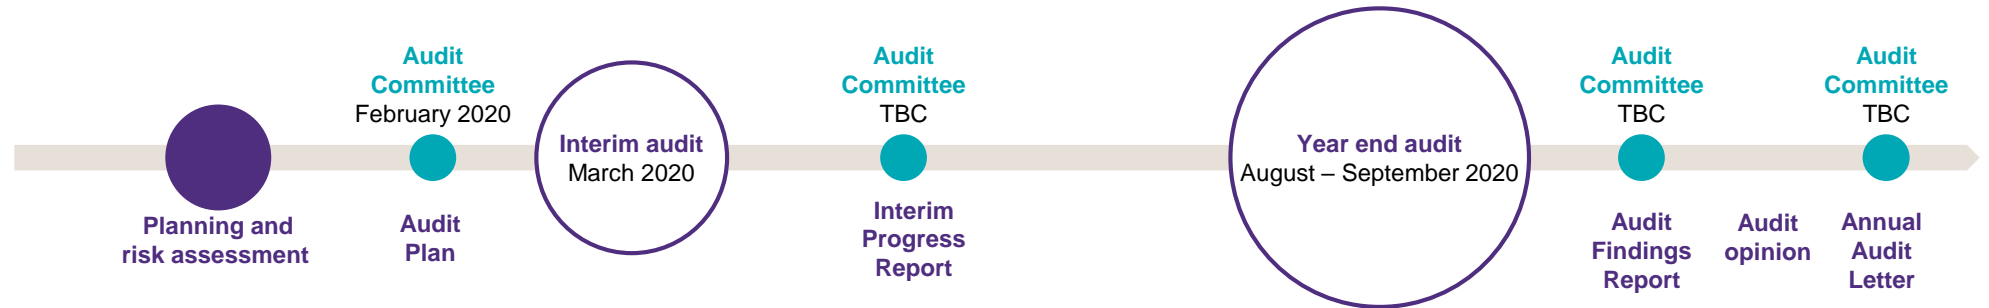 Planning and
risk assessment
Audit
Committee
February 2020
Audit
Plan
Interim audit
March 2020
Audit
Committee
TBC
Interim
Progress
Report
Year end audit
August – September 2020
Audit
Committee
TBC
Audit
Findings
Report
Audit
opinion
Audit
Committee
TBC
Annual
Audit
Letter